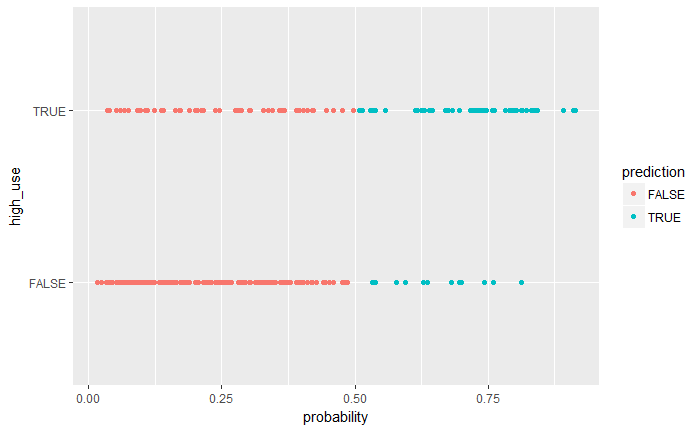 TRUE
FALSE
high_use
0.00 0.25 0.50 0.75
probability
prediction
FALSE
TRUE